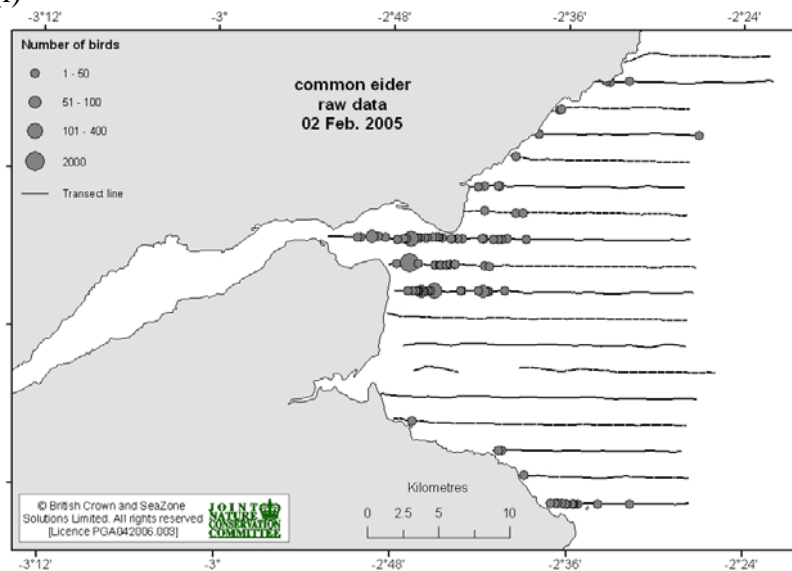 -3°12'
-3°
-2°48'
-2°36'
-2°24'
Number of birds
1 - 50
51 - 100
101 - 400
2000
Transect line
common eider
raw data
02 Feb. 2005
Kilometres
0 2.5 5 10
© British Crown and SeaZone
Solutions Limited. All rights reserved
[Licence PGA042006.003]
JOINT
NATURE
CONSERVATION
COMMITTEE
-3°12'
-3°
-2°48'
-2°36'
-2°24'